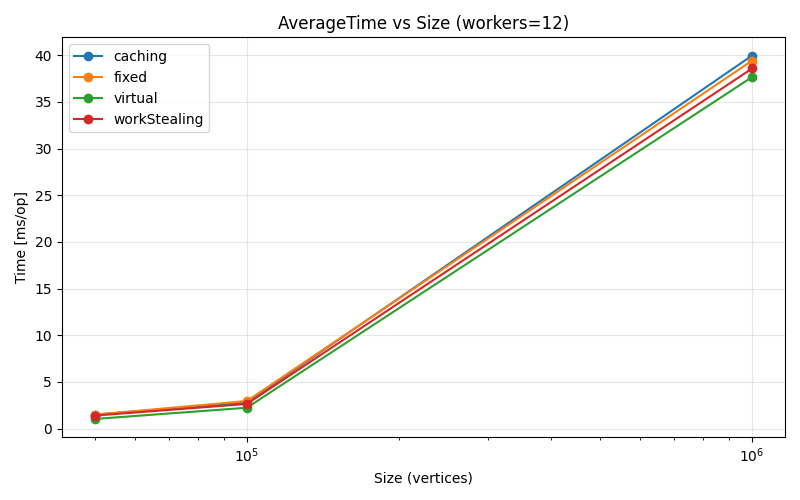 AverageTime vs Size (workers=12)
caching
fixed
virtual
workStealing
40
35
30
25
20
15
10
5
0
Time [ms/op]
10^5
10^6
Size (vertices)